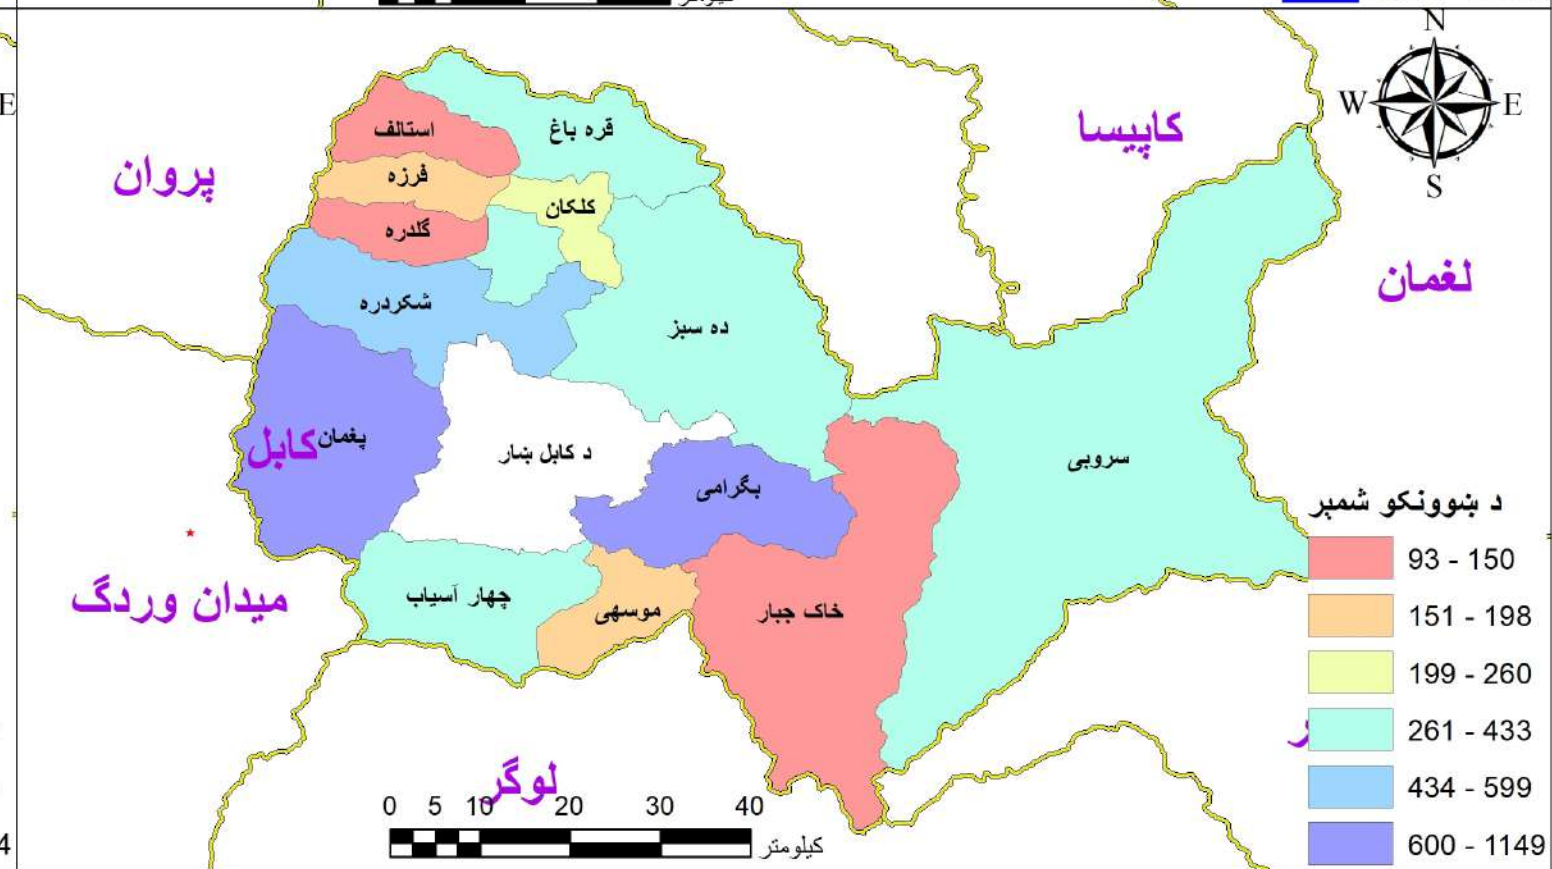 کیلومتر
N
W
E
S
E
کاپیسا
استالف
قره باغ
پروان
فرزه
کلکان
گلدره
لغمان
شکردره
ده سبز
پغمان
کابل
د کابل ښار
سروبی
بگرامی
د ښوونکو شمېر
93 - 150
151 - 198
199 - 260
261 - 433
434 - 599
600 - 1149
میدان وردگ
چهار آسیاب
موسهی
خاک جبار
ر
لوگر
0 5 10 20 30 40
کیلومتر
4